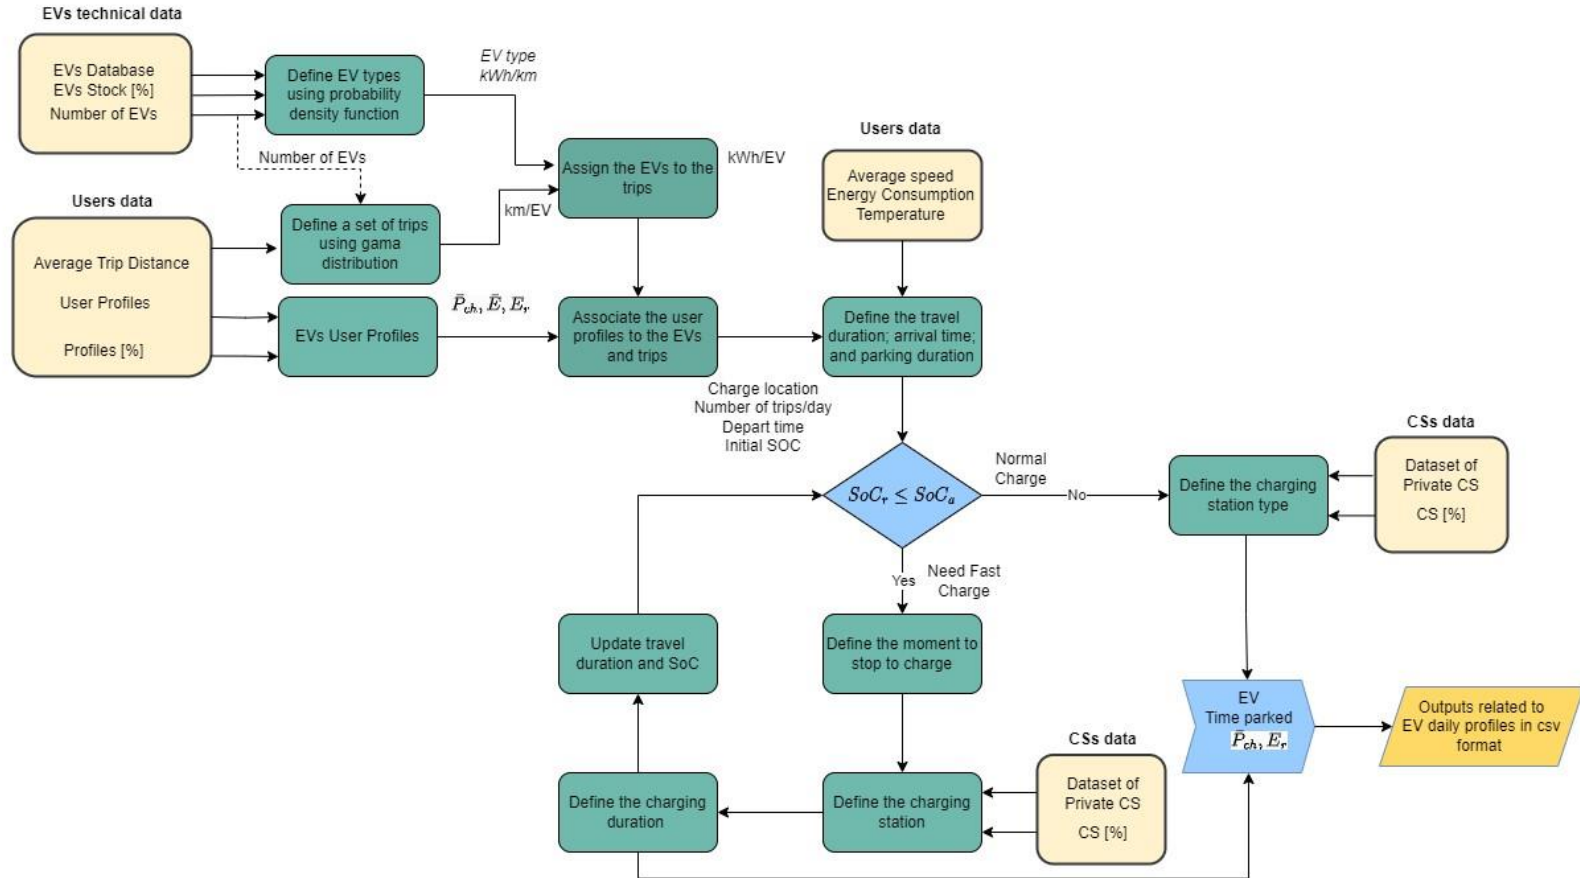 EVs technical data
EVs Database
EVs Stock [%]
Number of EVs
Define EV types
using probability
density function
EV type
kWh/km
Number of EVs
Users data
Average Trip Distance
User Profiles
Profiles [%]
Define a set of trips
using gama
distribution
km/EV
EVs User Profiles
P̄_ch, Ē, E_r
Assign the EVs to the
trips
kWh/EV
Associate the user
profiles to the EVs
and trips
Users data
Average speed
Energy Consumption
Temperature
Define the travel
duration; arrival time;
and parking duration
Charge location
Number of trips/day
Depart time
Initial SOC
SoC_r ≤ SoC_a
Normal
Charge
No
Define the charging
station type
CSs data
Dataset of
Private CS
CS [%]
Yes
Need Fast
Charge
Define the moment to
stop to charge
Update travel
duration and SoC
Define the charging
duration
Define the charging
station
CSs data
Dataset of
Private CS
CS [%]
EV
Time parked
P̄_ch, E_r
Outputs related to
EV daily profiles in csv
format